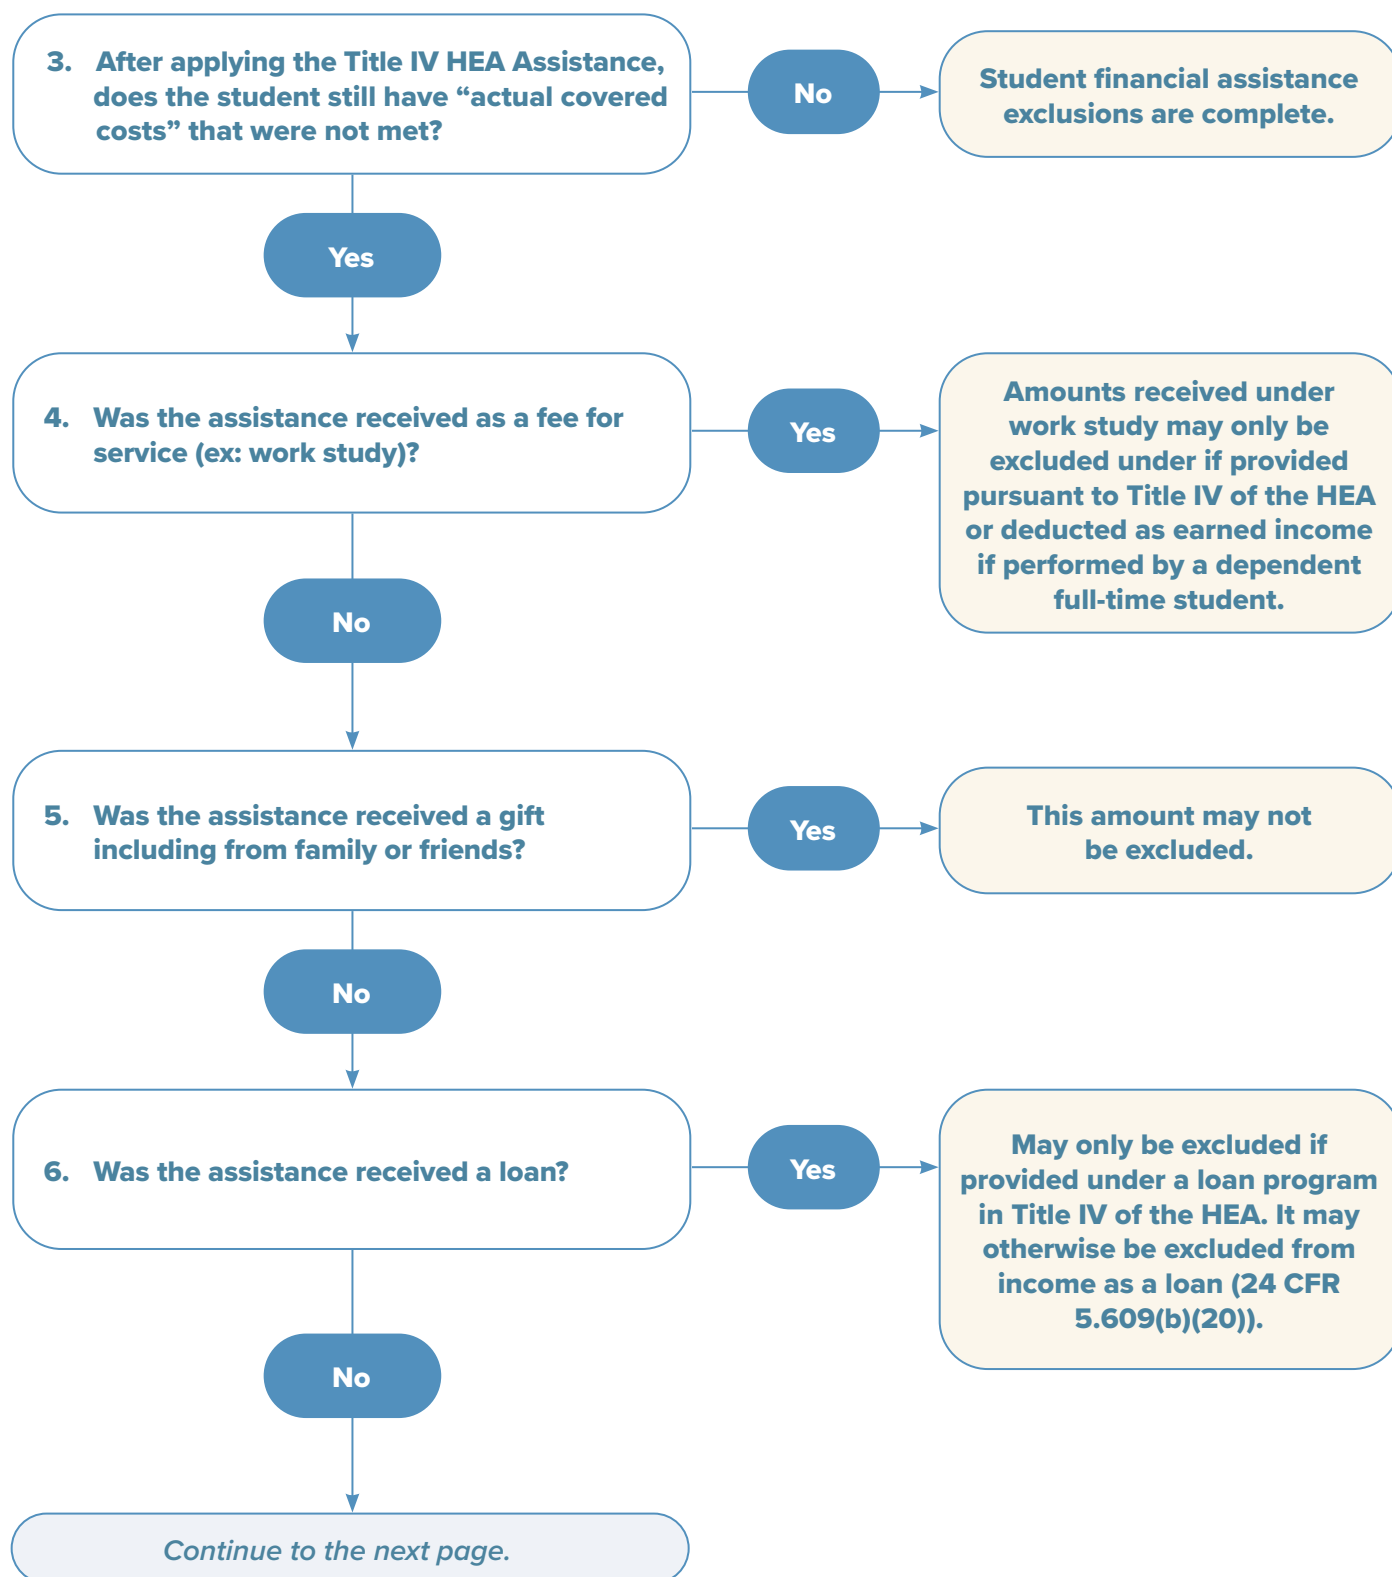 3. After applying the Title IV HEA Assistance,
does the student still have “actual covered
costs” that were not met?
No
Student financial assistance
exclusions are complete.
Yes
4. Was the assistance received as a fee for
service (ex: work study)?
Yes
Amounts received under
work study may only be
excluded under if provided
pursuant to Title IV of the HEA
or deducted as earned income
if performed by a dependent
full-time student.
No
5. Was the assistance received a gift
including from family or friends?
Yes
This amount may not
be excluded.
No
6. Was the assistance received a loan?
Yes
May only be excluded if
provided under a loan program
in Title IV of the HEA. It may
otherwise be excluded from
income as a loan (24 CFR
5.609(b)(20)).
No
Continue to the next page.